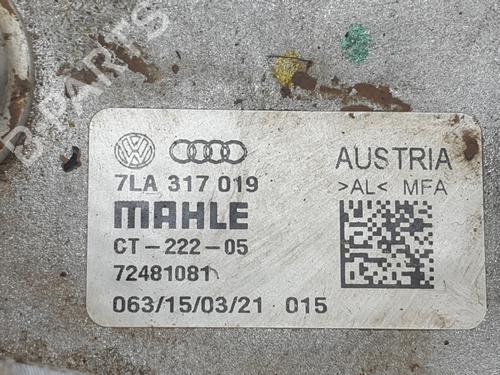 B-PARTS
7LA 317 019
AUSTRIA
MAHLE
>AL< MFA
CT-222-05
72481081
063/15/03/21 015